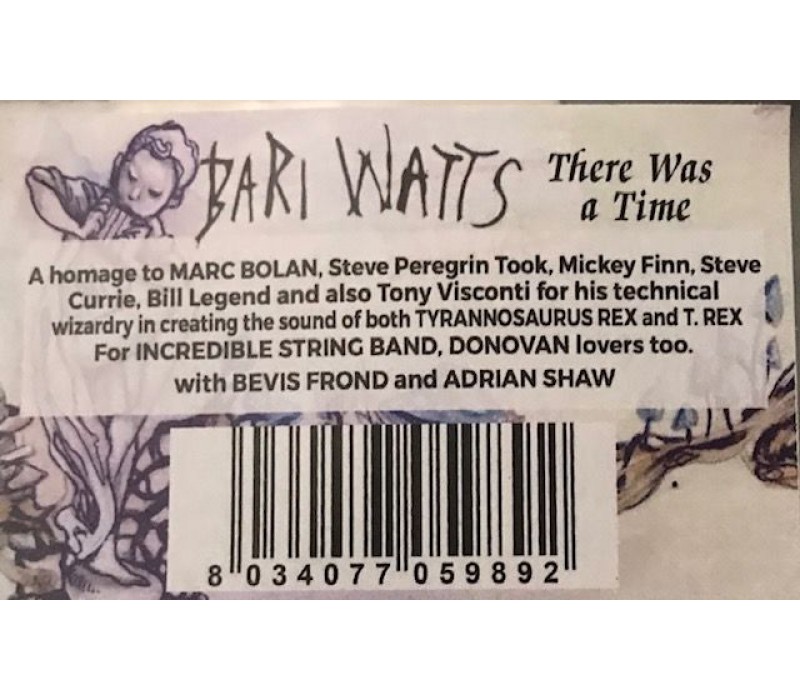 BARI WATTS
There Was
a Time
A homage to MARC BOLAN, Steve Peregrin Took, Mickey Finn, Steve
Currie, Bill Legend and also Tony Visconti for his technical
wizardry in creating the sound of both TYRANNOSAURUS REX and T. REX
For INCREDIBLE STRING BAND, DONOVAN lovers too.
with BEVIS FROND and ADRIAN SHAW
8 034077 059892